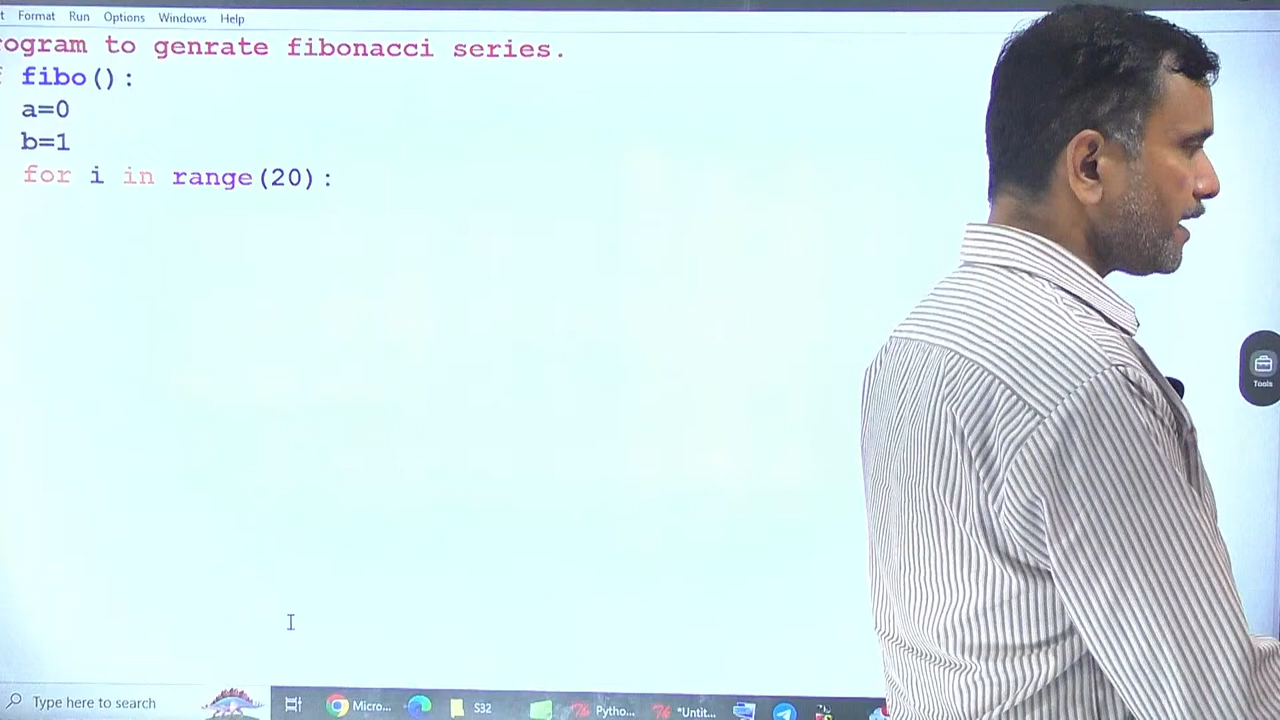 t Format Run Options Windows Help
ogram to genrate fibonacci series.
f fibo():
a=0
b=1
for i in range(20):
Tools
Type here to search
Micro...
S32
Pytho...
*Untit...